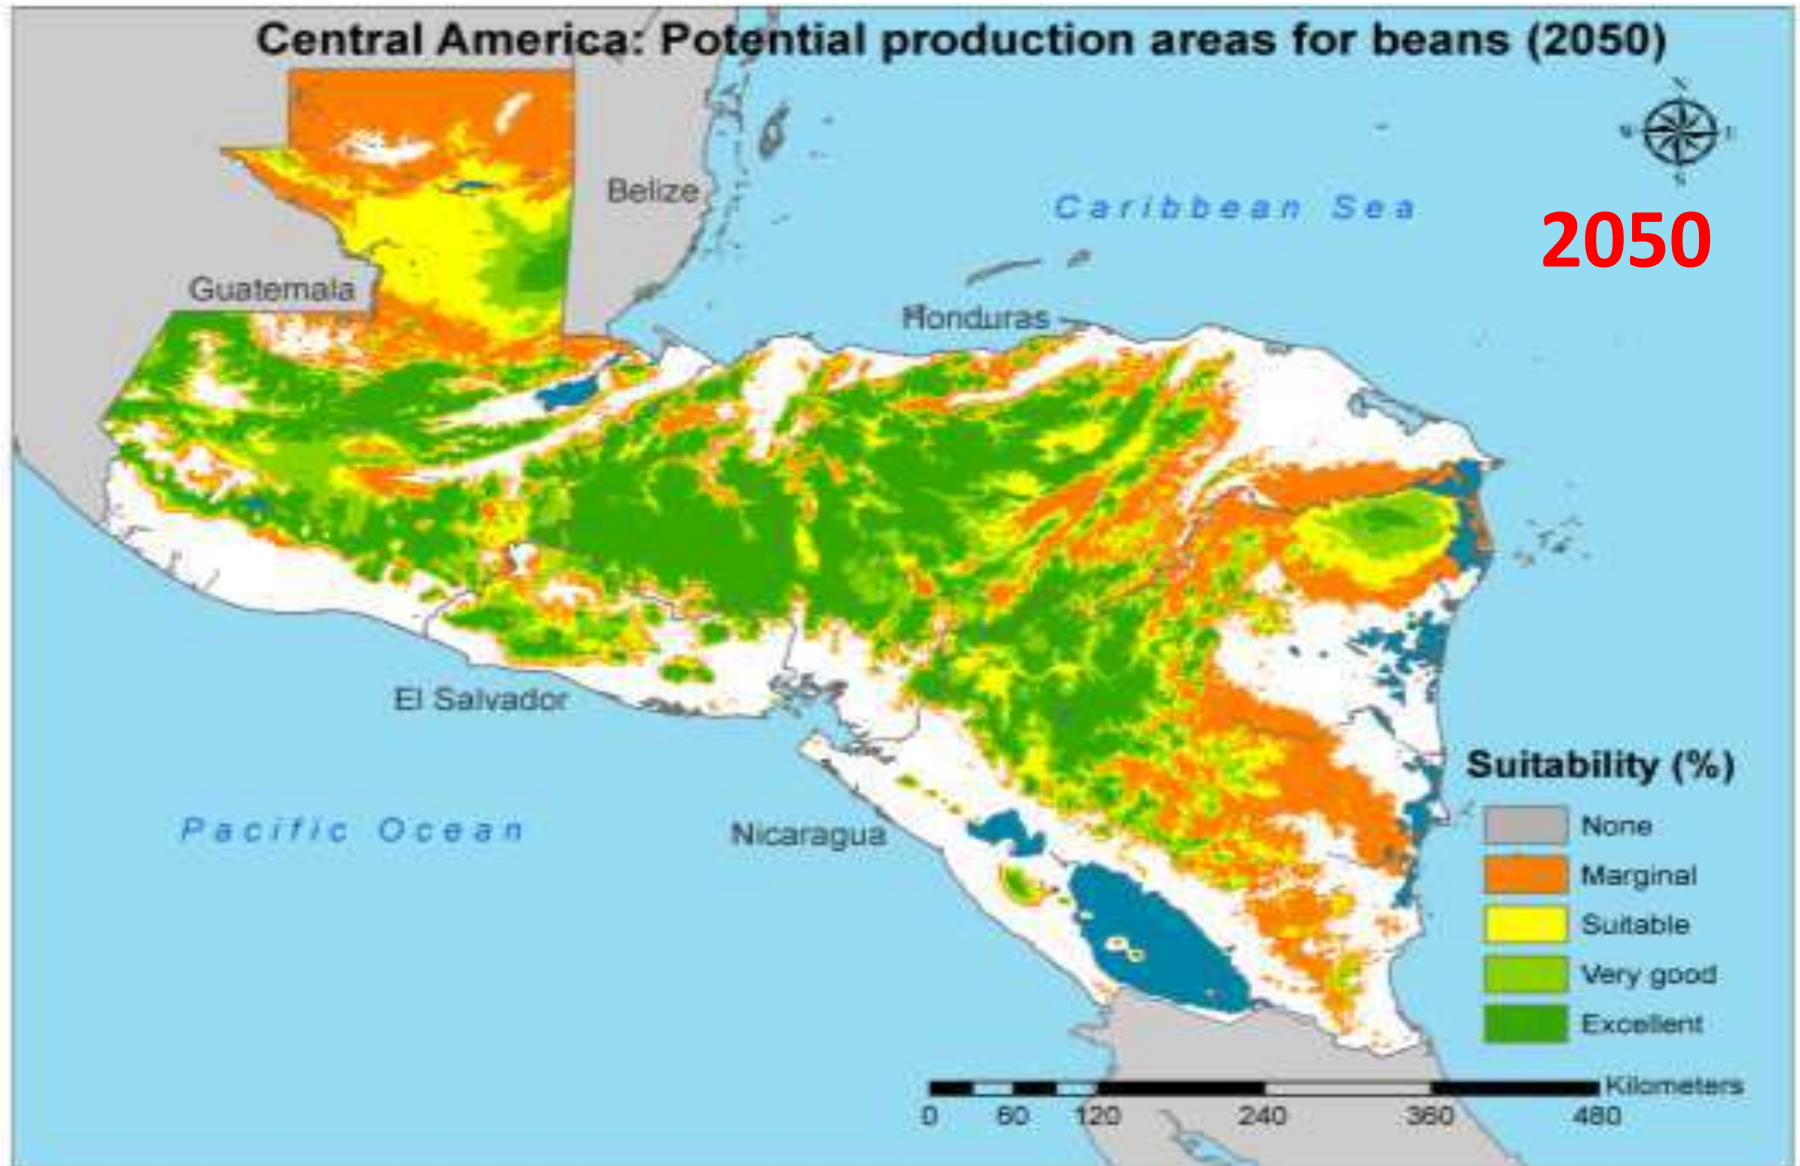 Central America: Potential production areas for beans (2050)
N
W E
S
Belize
Caribbean Sea
2050
Guatemala
Honduras
El Salvador
Suitability (%)
None
Pacific Ocean
Nicaragua
Marginal
Suitable
Very good
Excellent
Kilometers
0 60 120 240 360 480